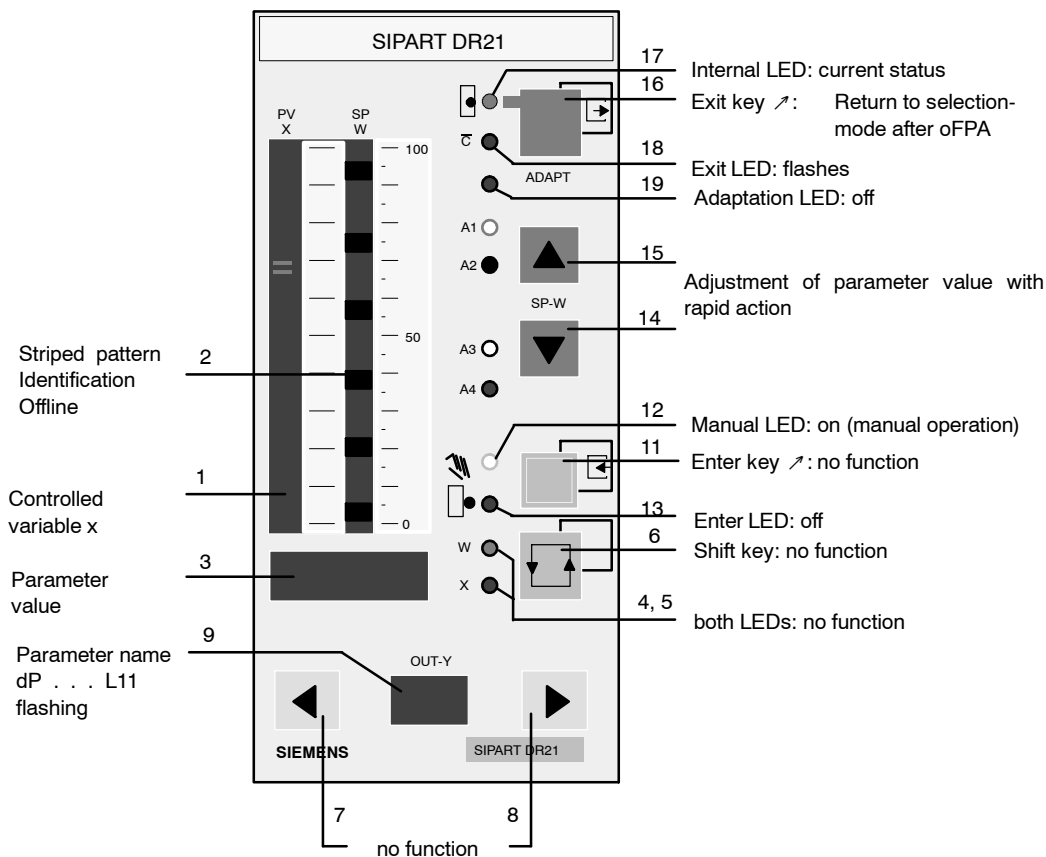 SIPART DR21
17
Internal LED: current status
16
Exit key ↗: Return to selection-
mode after oFPA
PV
X
SP
W
C̅
18
Exit LED: flashes
100
ADAPT
19
Adaptation LED: off
A1
15
A2
Adjustment of parameter value with
rapid action
SP-W
14
50
A3
2
Striped pattern
Identification
Offline
A4
12
Manual LED: on (manual operation)
11
Enter key ↗: no function
1
Controlled
variable x
13
Enter LED: off
0
6
Shift key: no function
W
3
Parameter
value
X
4, 5
both LEDs: no function
9
Parameter name
dP . . . L11
flashing
OUT-Y
SIEMENS
SIPART DR21
7
8
no function